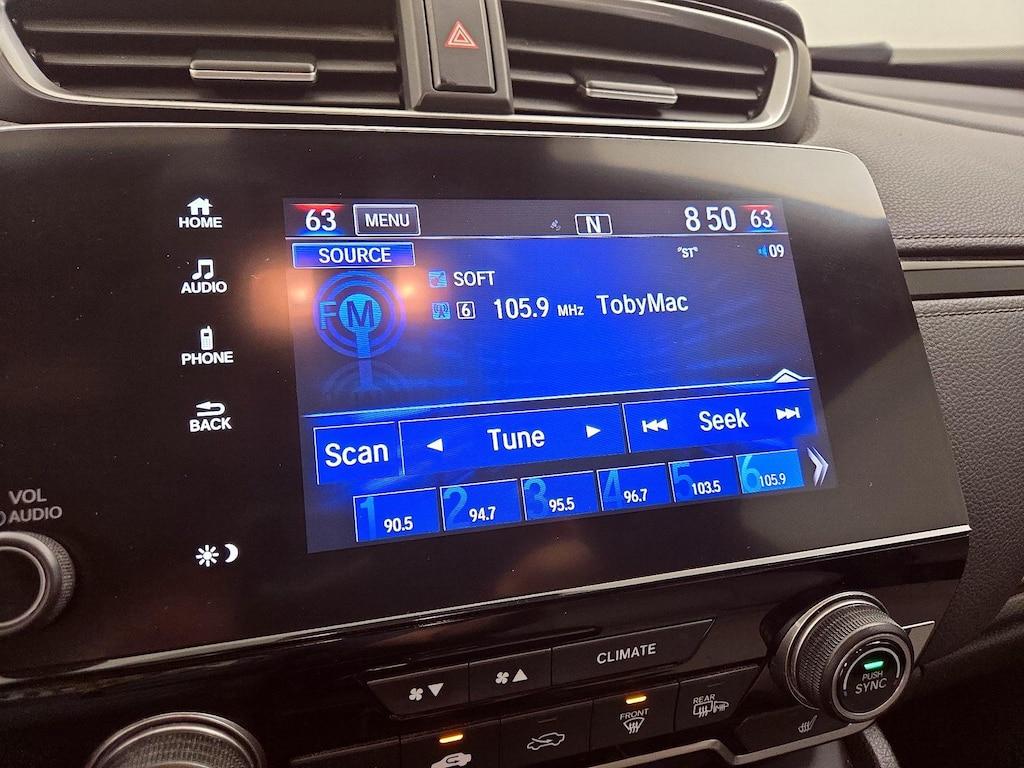 HOME
AUDIO
PHONE
BACK
VOL
AUDIO
63 MENU N 8 50 63
SOURCE "ST" 09
FM
SOFT
6 105.9 MHz TobyMac
Scan Tune Seek
1 90.5 2 94.7 3 95.5 4 96.7 5 103.5 6 105.9
CLIMATE
FRONT
REAR
PUSH
SYNC